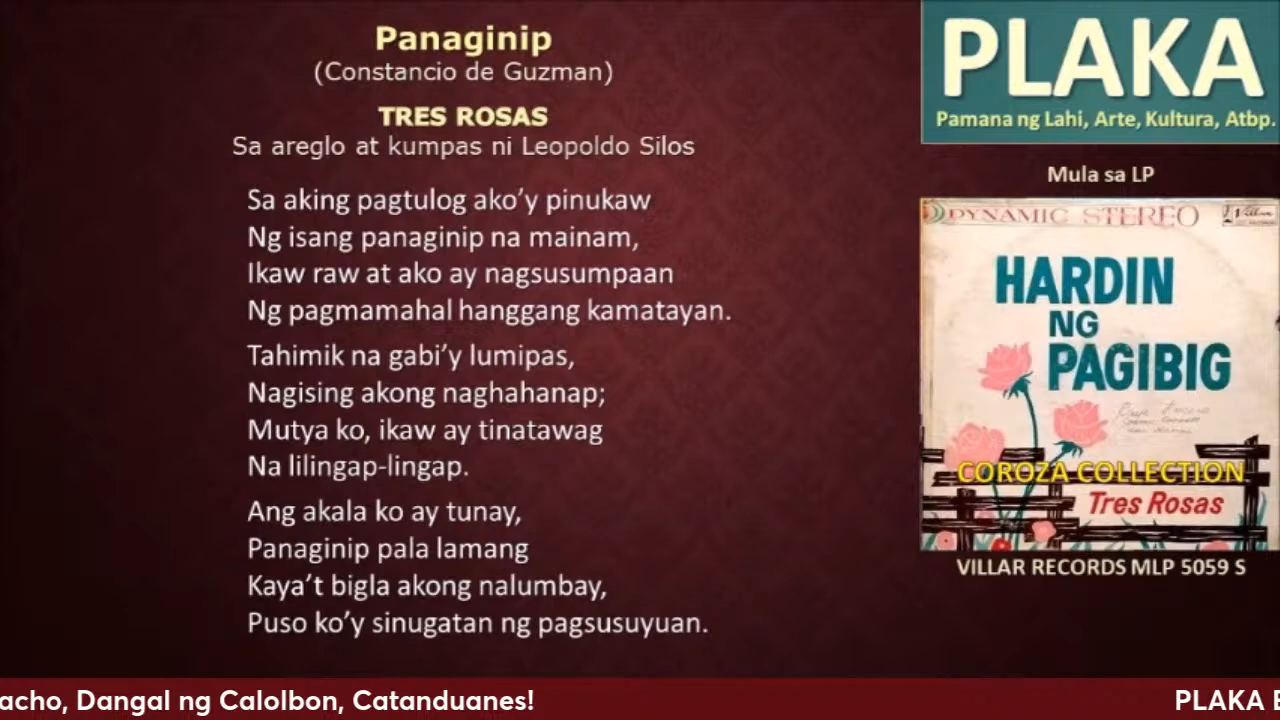 Panaginip
(Constancio de Guzman)
TRES ROSAS
Sa areglo at kumpas ni Leopoldo Silos
Sa aking pagtulog ako’y pinukaw
Ng isang panaginip na mainam,
Ikaw raw at ako ay nagsusumpaan
Ng pagmamahal hanggang kamatayan.
Tahimik na gabi’y lumipas,
Nagising akong naghahanap;
Mutya ko, ikaw ay tinatawag
Na lilingap-lingap.
Ang akala ko ay tunay,
Panaginip pala lamang
Kaya’t bigla akong nalumbay,
Puso ko’y sinugatan ng pagsusuyuan.
PLAKA
Pamana ng Lahi, Arte, Kultura, Atbp.
Mula sa LP
DYNAMIC STEREO
Villar
HARDIN
NG
PAGIBIG
COROZA COLLECTION
Tres Rosas
VILLAR RECORDS MLP 5059 S
acho, Dangal ng Calolbon, Catanduanes!
PLAKA